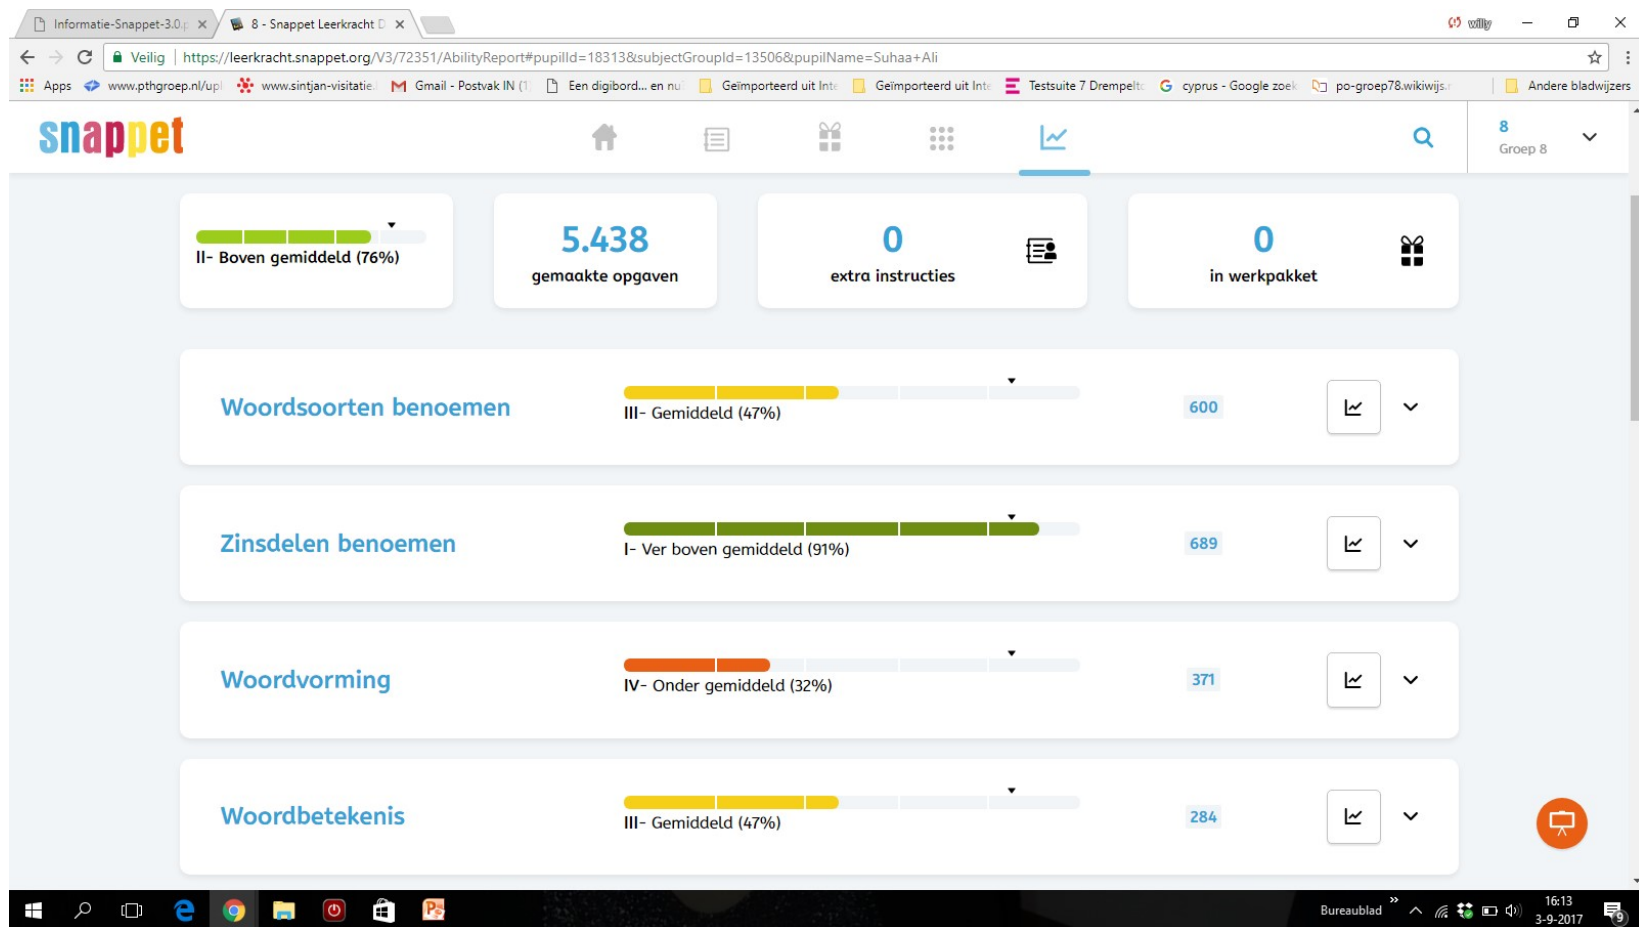 Informatie-Snappet-3.0.p
8 - Snappet Leerkracht D
willy
Veilig | https://leerkracht.snappet.org/V3/72351/AbilityReport#pupilId=18313&subjectGroupId=13506&pupilName=Suhaa+Ali
Apps www.pthgroep.nl/upl www.sintjan-visitatie. Gmail - Postvak IN (1 Een digibord... en nu Geïmporteerd uit Inte Geïmporteerd uit Inte Testsuite 7 Drempelto cyprus - Google zoek po-groep78.wikiwijs.n Andere bladwijzers
snappet
8
Groep 8
II- Boven gemiddeld (76%)
5.438
gemaakte opgaven
0
extra instructies
0
in werkpakket
Woordsoorten benoemen
III- Gemiddeld (47%)
600
Zinsdelen benoemen
I- Ver boven gemiddeld (91%)
689
Woordvorming
IV- Onder gemiddeld (32%)
371
Woordbetekenis
III- Gemiddeld (47%)
284
Bureaublad
16:13
3-9-2017
9